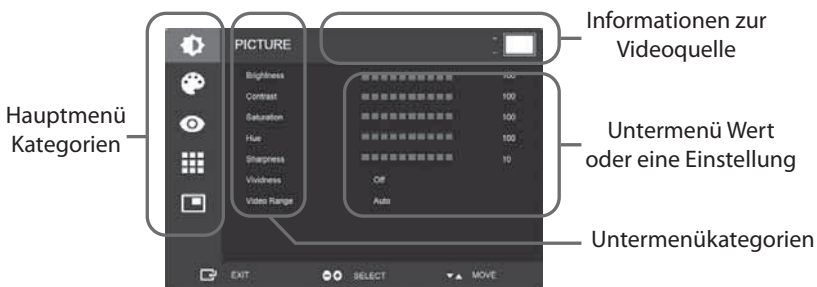 Informationen zur
Videoquelle
PICTURE
Brightness 100
Contrast 100
Saturation 100
Hue 100
Sharpness 10
Vividness Off
Video Range Auto
Hauptmenü
Kategorien
Untermenü Wert
oder eine Einstellung
Untermenükategorien
EXIT SELECT MOVE